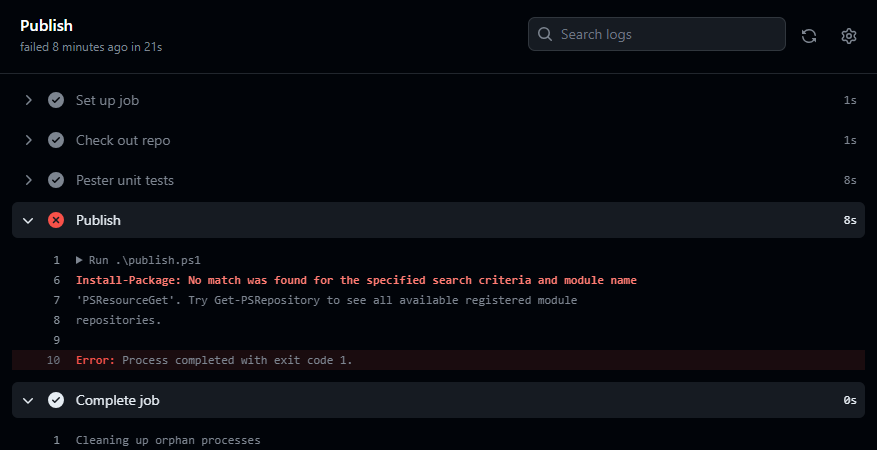 Publish
failed 8 minutes ago in 21s
Search logs
Set up job 1s
Check out repo 1s
Pester unit tests 8s
Publish 8s
1 Run .\publish.ps1
6 Install-Package: No match was found for the specified search criteria and module name
7 'PSResourceGet'. Try Get-PSRepository to see all available registered module
8 repositories.
9
10 Error: Process completed with exit code 1.
Complete job 0s
1 Cleaning up orphan processes